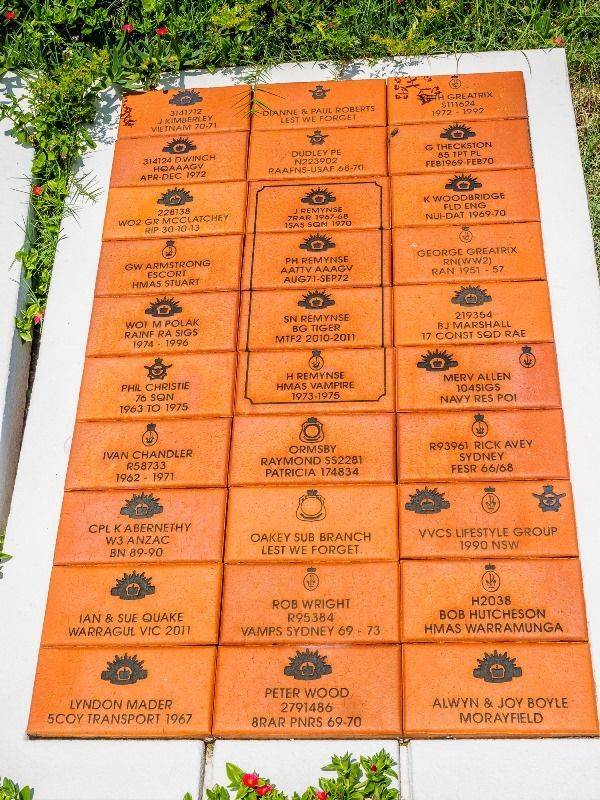 3141712
J KIMBERLEY
VIETNAM 70-71
DIANNE & PAUL ROBERTS
LEST WE FORGET
GREATRIX
S111624
1972 - 1992
314124 D.WINCH
HQAAAGV
APR-DEC 1972
DUDLEY PE
N223902
RAAFNS-USAF 68-70
G THECKSTON
85 TPT PL
FEB1969-FEB70
228138
WO2 GR MCCLATCHEY
RIP 30-10-13
J REMYNSE
7RAR 1967-68
1SAS SQN 1970
K WOODBRIDGE
FLD ENG
NUI-DAT 1969-70
GW ARMSTRONG
ESCORT
HMAS STUART
PH REMYNSE
AATTV AAAGV
AUG71-SEP72
GEORGE GREATRIX
RN(WW2)
RAN 1951 - 57
WO1 M POLAK
RAINF RA SIGS
1974 - 1996
SN REMYNSE
BG TIGER
MTF2 2010-2011
219354
BJ MARSHALL
17 CONST SQD RAE
PHIL CHRISTIE
76 SQN
1963 TO 1975
H REMYNSE
HMAS VAMPIRE
1973-1975
MERV ALLEN
104SIGS
NAVY RES POI
IVAN CHANDLER
R58733
1962 - 1971
ORMSBY
RAYMOND SS2281
PATRICIA 174834
R93961 RICK AVEY
SYDNEY
FESR 66/68
CPL K ABERNETHY
W3 ANZAC
BN 89-90
OAKEY SUB BRANCH
LEST WE FORGET.
VVCS LIFESTYLE GROUP
1990 NSW
IAN & SUE QUAKE
WARRAGUL VIC 2011
ROB WRIGHT
R95384
VAMPS SYDNEY 69 - 73
H2038
BOB HUTCHESON
HMAS WARRAMUNGA
LYNDON MADER
5COY TRANSPORT 1967
PETER WOOD
2791486
8RAR PNRS 69-70
ALWYN & JOY BOYLE
MORAYFIELD